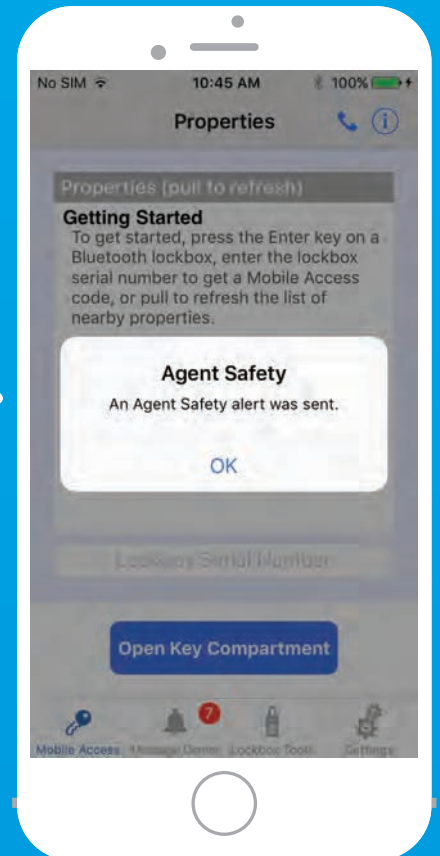 No SIM 10:45 AM 100%
Properties
Properties (pull to refresh)
Getting Started
To get started, press the Enter key on a
Bluetooth lockbox, enter the lockbox
serial number to get a Mobile Access
code, or pull to refresh the list of
nearby properties.
Agent Safety
An Agent Safety alert was sent.
OK
Lockbox Serial Number
Open Key Compartment
7
Mobile Access Message Center Lockbox Tools Settings